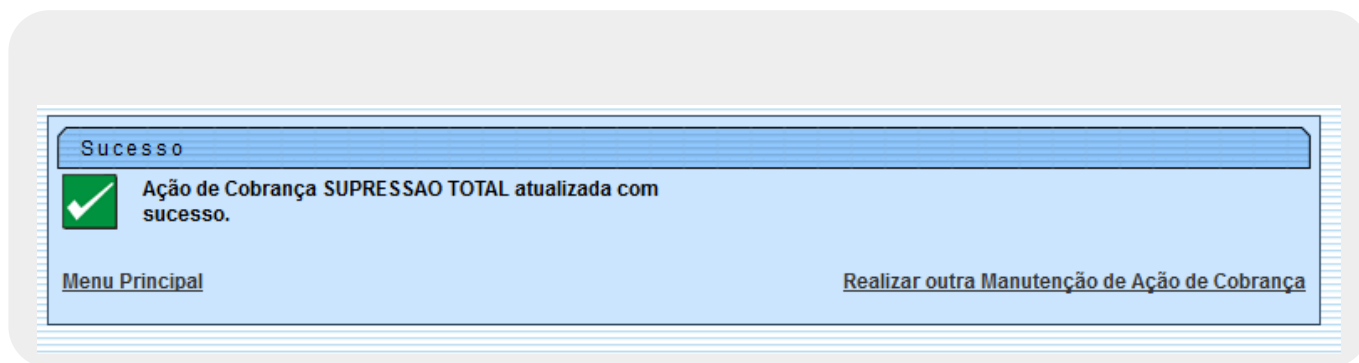 Sucesso
Ação de Cobrança SUPRESSAO TOTAL atualizada com
sucesso.
Menu Principal
Realizar outra Manutenção de Ação de Cobrança